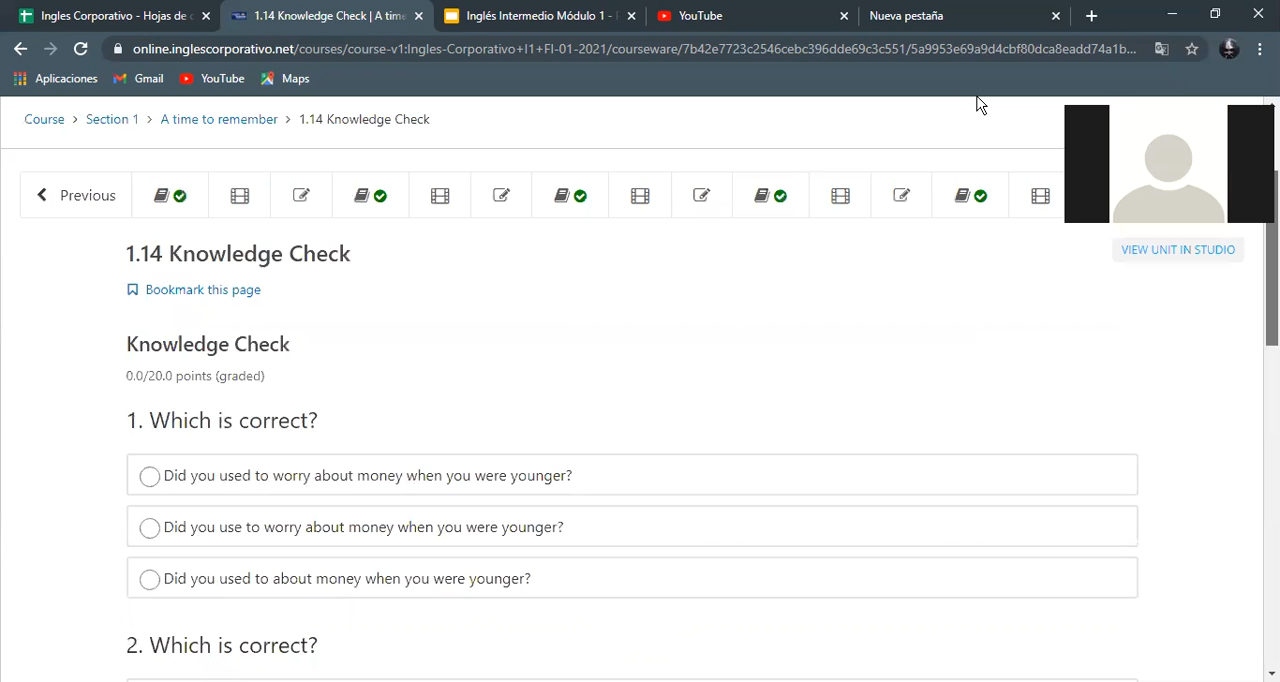 Ingles Corporativo - Hojas de c
1.14 Knowledge Check | A time
Inglés Intermedio Módulo 1 -
YouTube
Nueva pestaña
online.inglescorporativo.net/courses/course-v1:Ingles-Corporativo+I1+FI-01-2021/courseware/7b42e7723c2546cebc396dde69c3c551/5a9953e69a9d4cbf80dca8eadd74a1b...
Aplicaciones
Gmail
YouTube
Maps
Course > Section 1 > A time to remember > 1.14 Knowledge Check
Previous
1.14 Knowledge Check
VIEW UNIT IN STUDIO
Bookmark this page
Knowledge Check
0.0/20.0 points (graded)
1. Which is correct?
Did you used to worry about money when you were younger?
Did you use to worry about money when you were younger?
Did you used to about money when you were younger?
2. Which is correct?